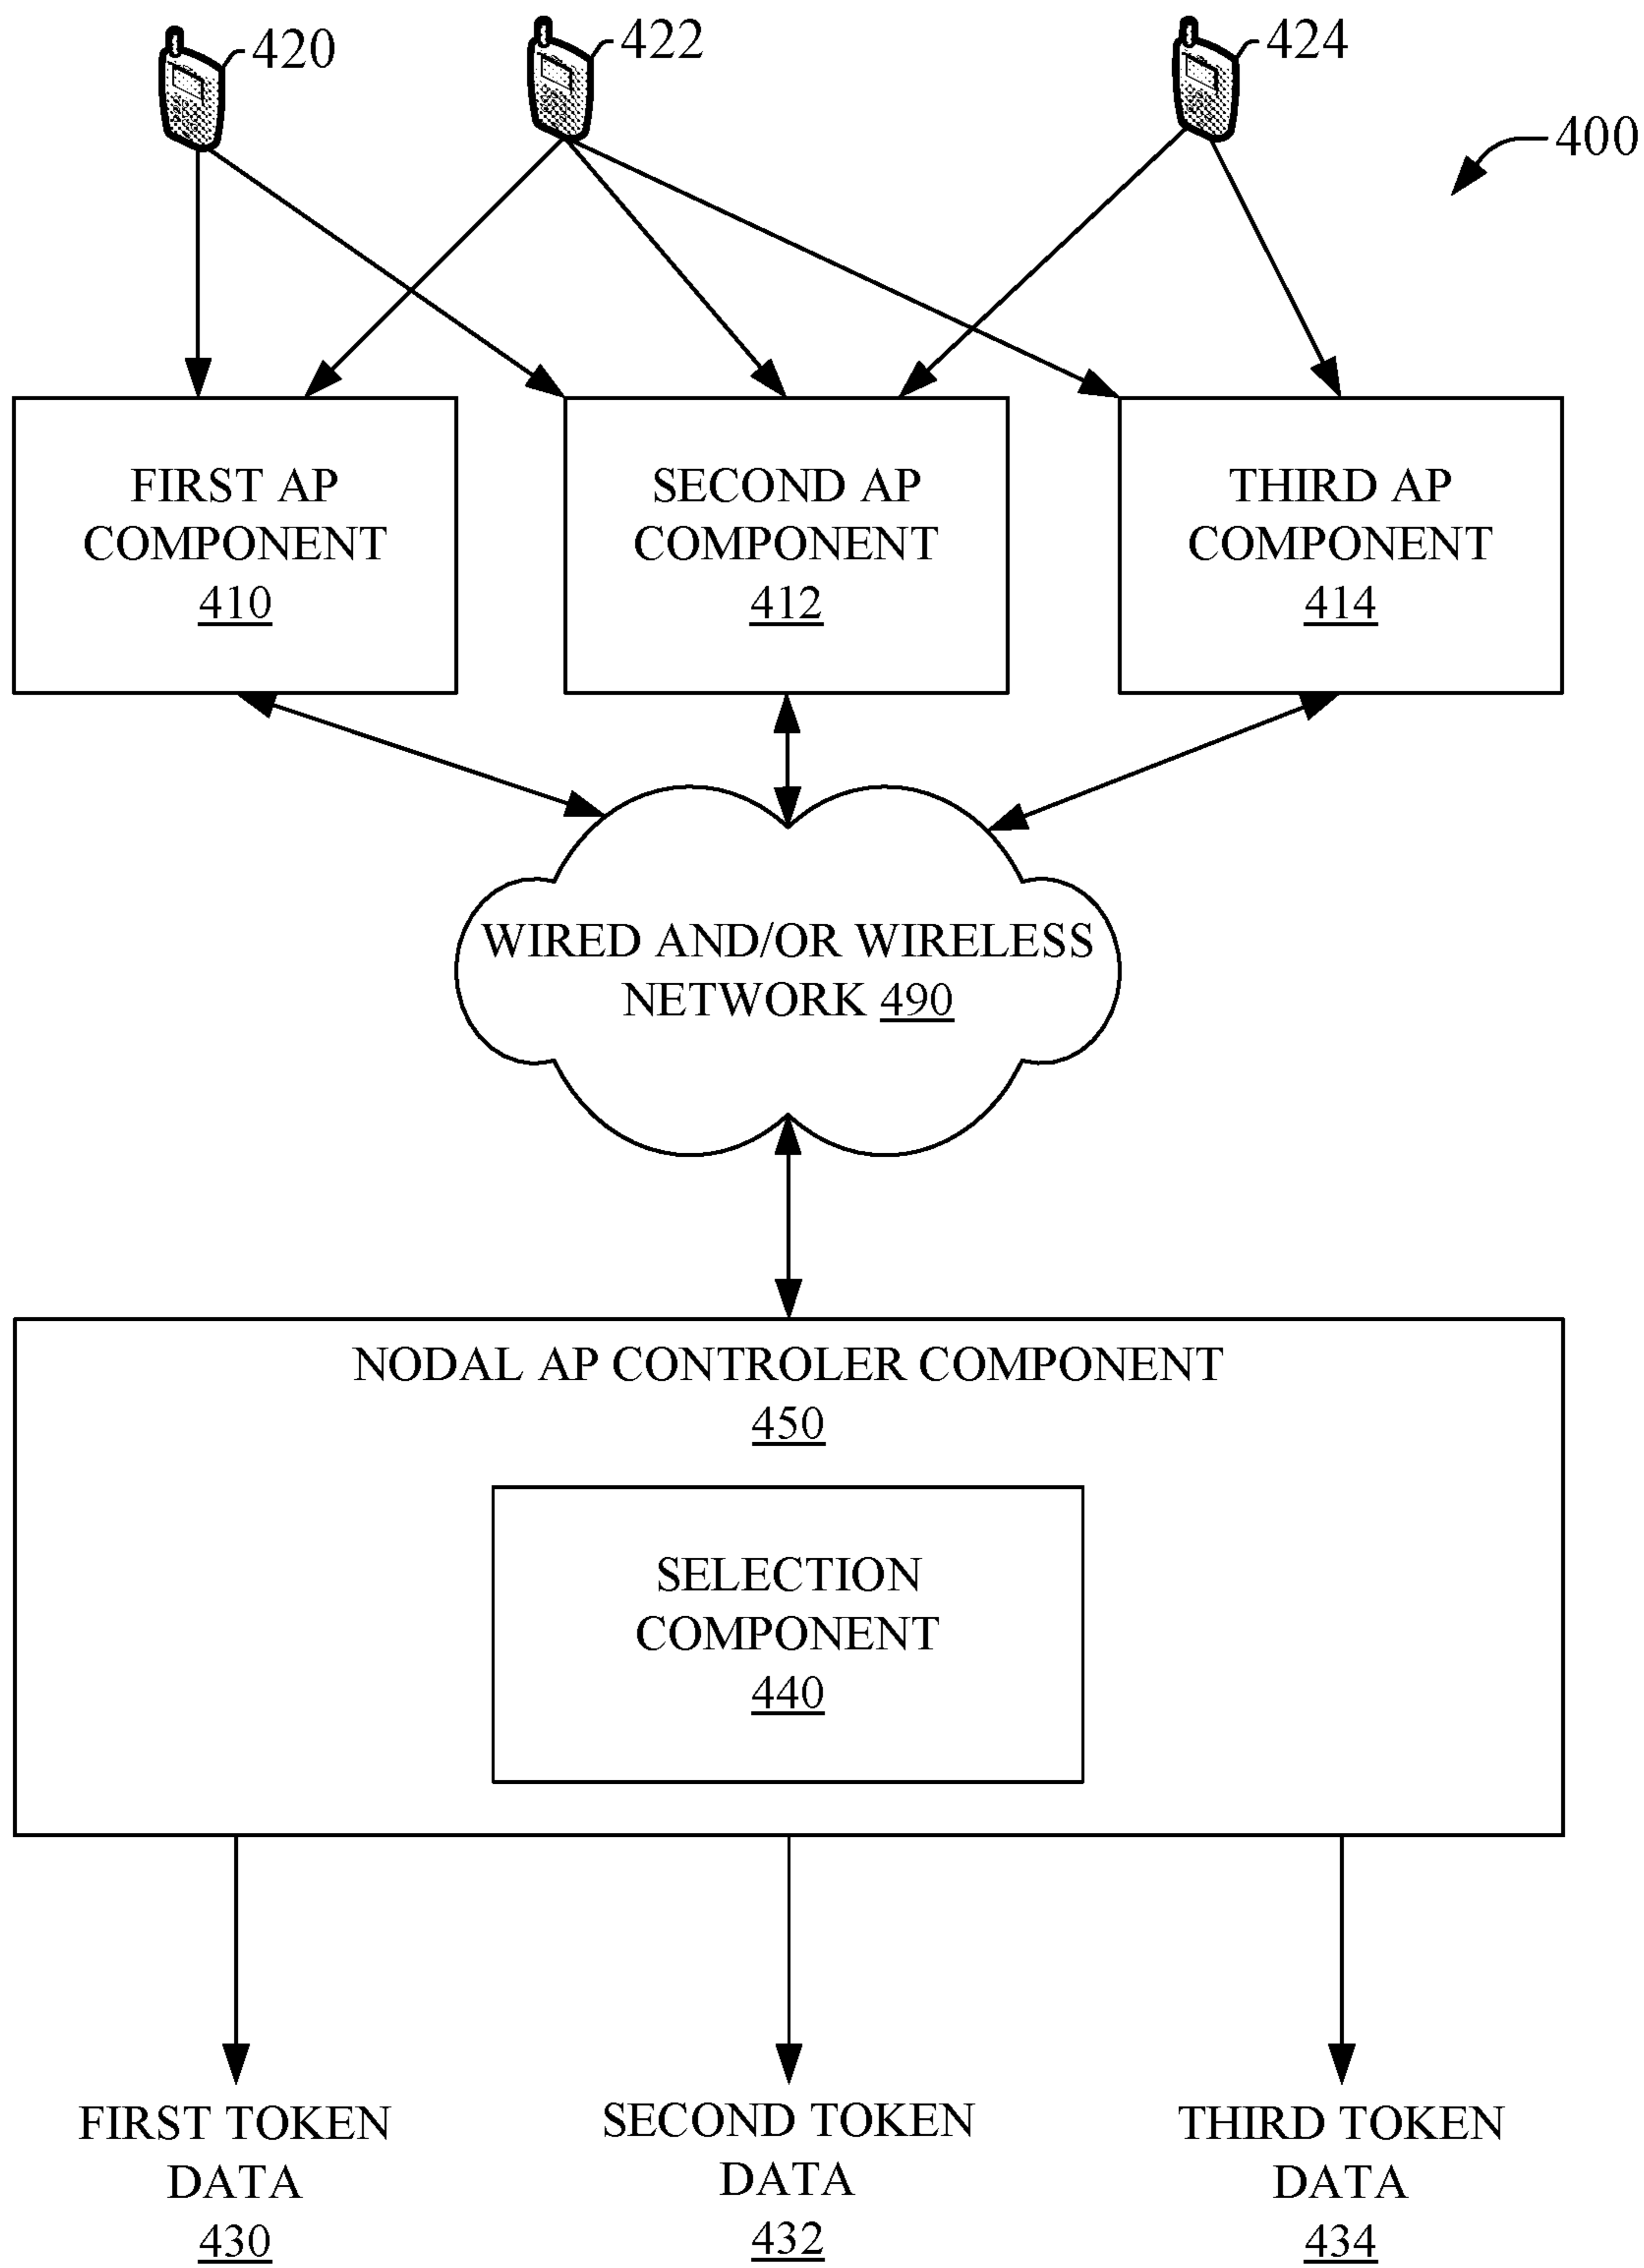 420
422
424
400
FIRST AP
COMPONENT
410
SECOND AP
COMPONENT
412
THIRD AP
COMPONENT
414
WIRED AND/OR WIRELESS
NETWORK 490
NODAL AP CONTROLER COMPONENT
450
SELECTION
COMPONENT
440
FIRST TOKEN
DATA
430
SECOND TOKEN
DATA
432
THIRD TOKEN
DATA
434